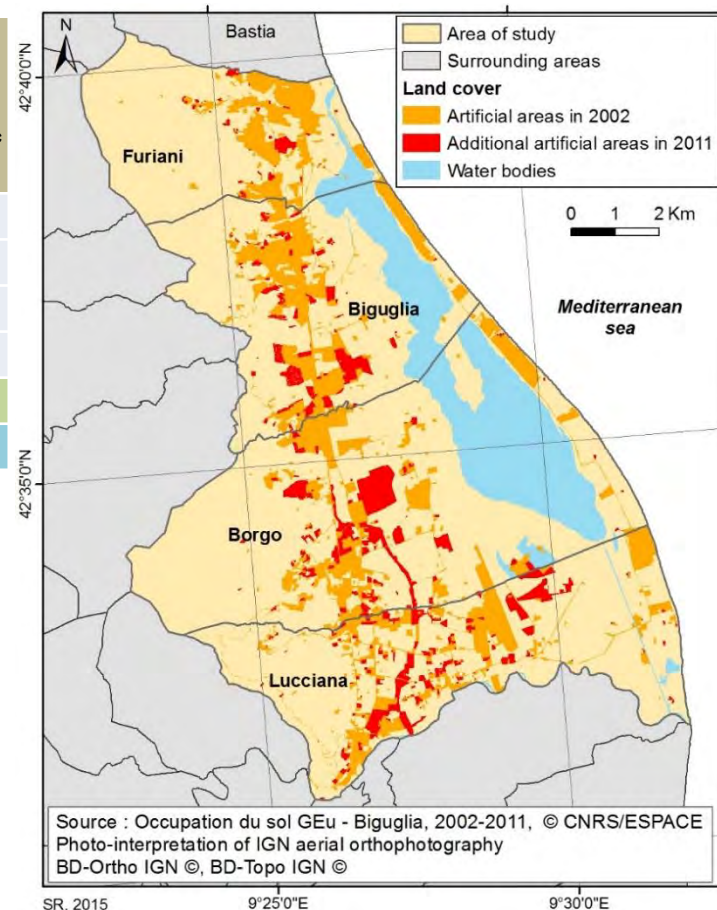 N
Bastia
42°40'0"N
Area of study
Surrounding areas
Land cover
Artificial areas in 2002
Additional artificial areas in 2011
Water bodies
Furiani
0 1 2 Km
Mediterranean
sea
Biguglia
42°35'0"N
Borgo
Lucciana
Source : Occupation du sol GEu - Biguglia, 2002-2011, © CNRS/ESPACE
Photo-interpretation of IGN aerial orthophotography
BD-Ortho IGN ©, BD-Topo IGN ©
SR, 2015
9°25'0"E
9°30'0"E